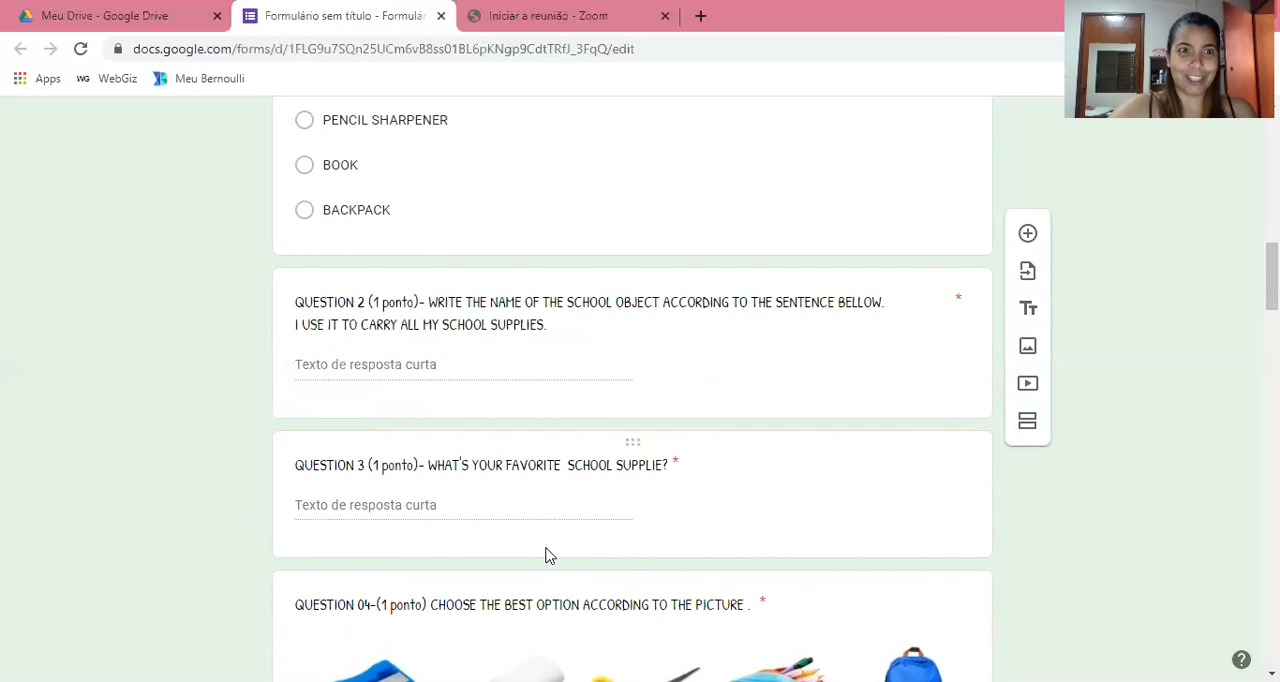 Meu Drive - Google Drive
Formulário sem título - Formulár
Iniciar a reunião - Zoom
docs.google.com/forms/d/1FLG9u7SQn25UCm6vB8ss01BL6pKNgp9CdtTRfJ_3FqQ/edit
Apps
WG WebGiz
Meu Bernoulli
PENCIL SHARPENER
BOOK
BACKPACK
QUESTION 2 (1 ponto)- WRITE THE NAME OF THE SCHOOL OBJECT ACCORDING TO THE SENTENCE BELLOW. *
I USE IT TO CARRY ALL MY SCHOOL SUPPLIES.
Texto de resposta curta
QUESTION 3 (1 ponto)- WHAT'S YOUR FAVORITE SCHOOL SUPPLIE? *
Texto de resposta curta
QUESTION 04-(1 ponto) CHOOSE THE BEST OPTION ACCORDING TO THE PICTURE . *